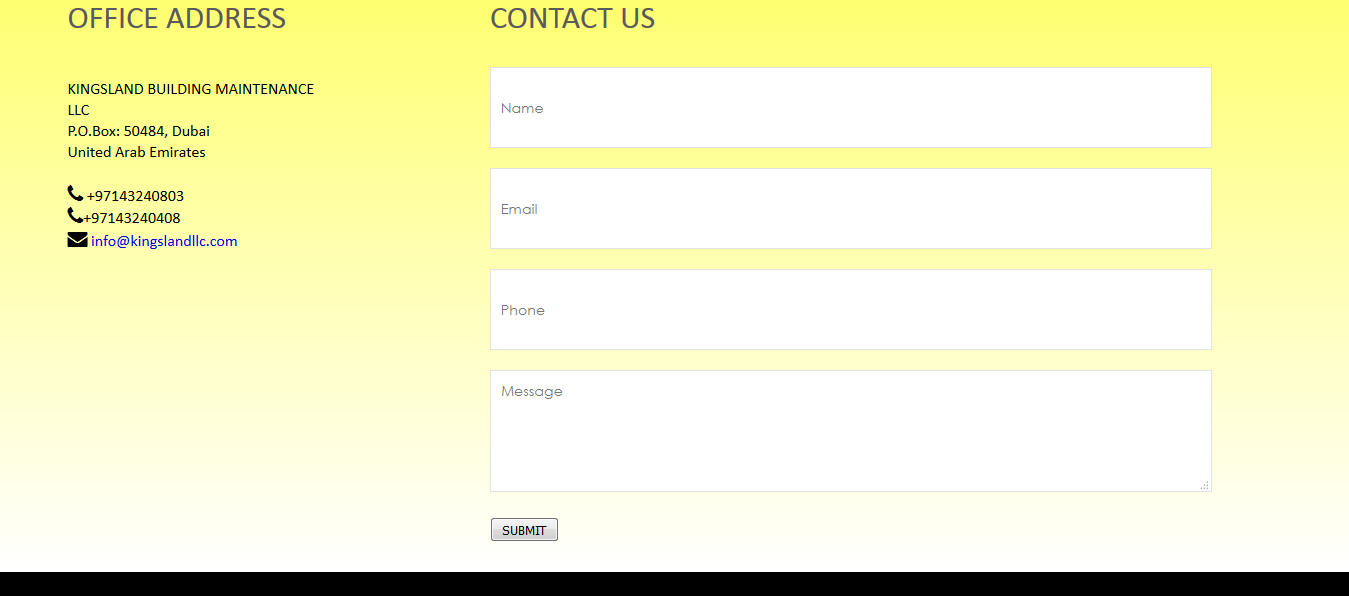 OFFICE ADDRESS
KINGSLAND BUILDING MAINTENANCE
LLC
P.O.Box: 50484, Dubai
United Arab Emirates
+97143240803
+97143240408
info@kingslandllc.com
CONTACT US
Name
Email
Phone
Message
SUBMIT